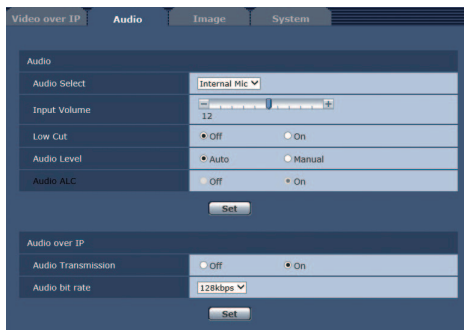 Video over IP Audio Image System
Audio
Audio Select Internal Mic
Input Volume
12
Low Cut Off On
Audio Level Auto Manual
Audio ALC Off On
Set
Audio over IP
Audio Transmission Off On
Audio bit rate 128kbps
Set